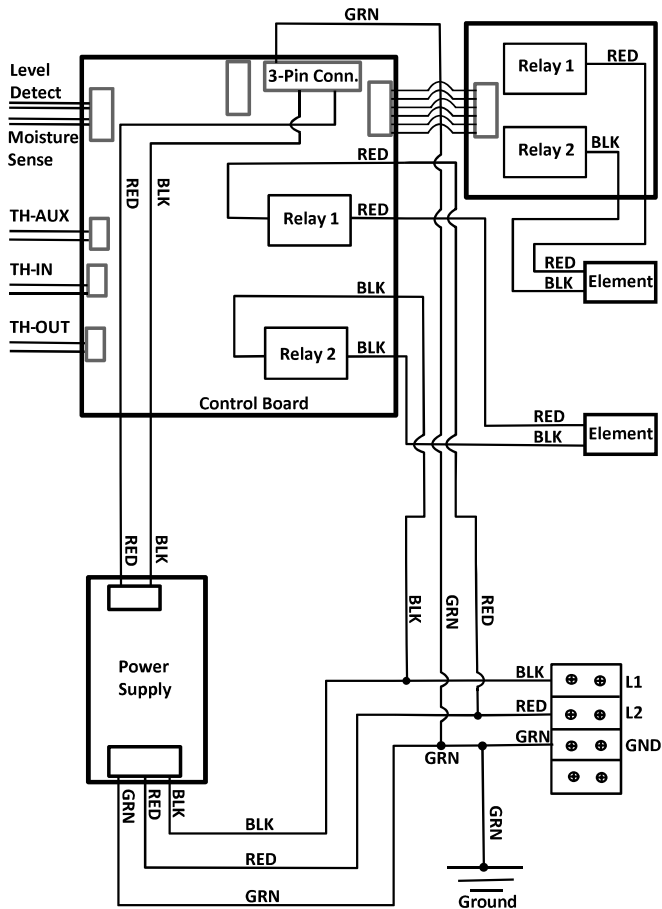 GRN
Level
Detect
Moisture
Sense
3-Pin Conn.
Relay 1
RED
Relay 2
BLK
RED
RED
BLK
TH-AUX
Relay 1
RED
TH-IN
RED
BLK
Element
BLK
TH-OUT
Relay 2
BLK
Control Board
RED
BLK
Element
RED
BLK
BLK
GRN
RED
Power
Supply
BLK
L1
RED
L2
GRN
GND
GRN
GRN
RED
BLK
BLK
GRN
RED
GRN
Ground